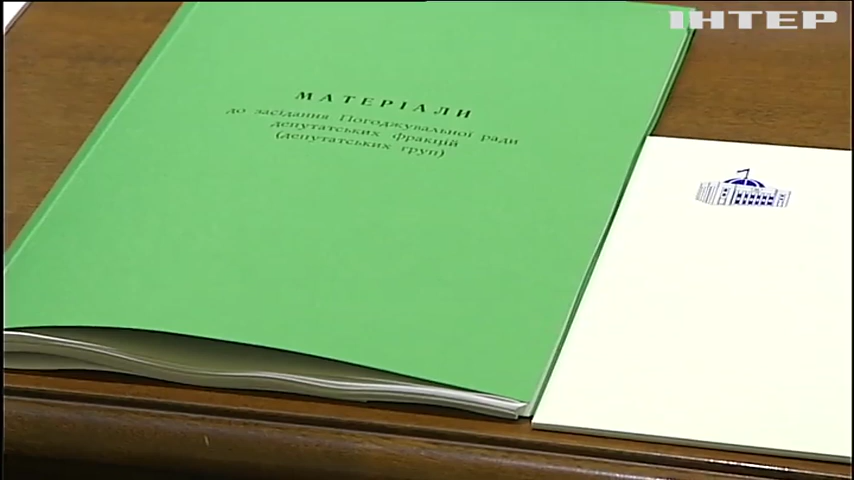 ІНТЕР
МАТЕРІАЛИ
до засідання Погоджувальної ради
депутатських фракцій
(депутатських груп)